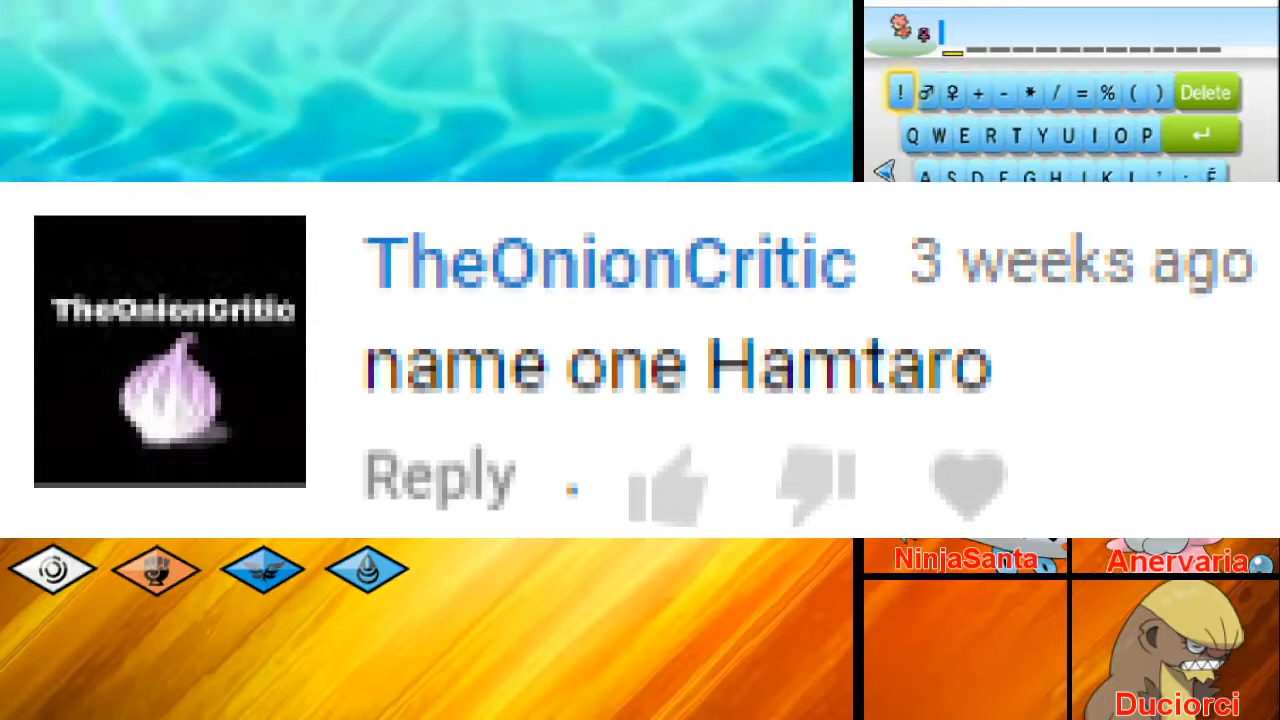 ! ♂ ♀ + - * / = % ( ) Delete
Q W E R T Y U I O P
A S D F G H J K L ' · É
TheOnionCritic
TheOnionCritic 3 weeks ago
name one Hamtaro
Reply
NinjaSanta
Anervaria
Duciorci